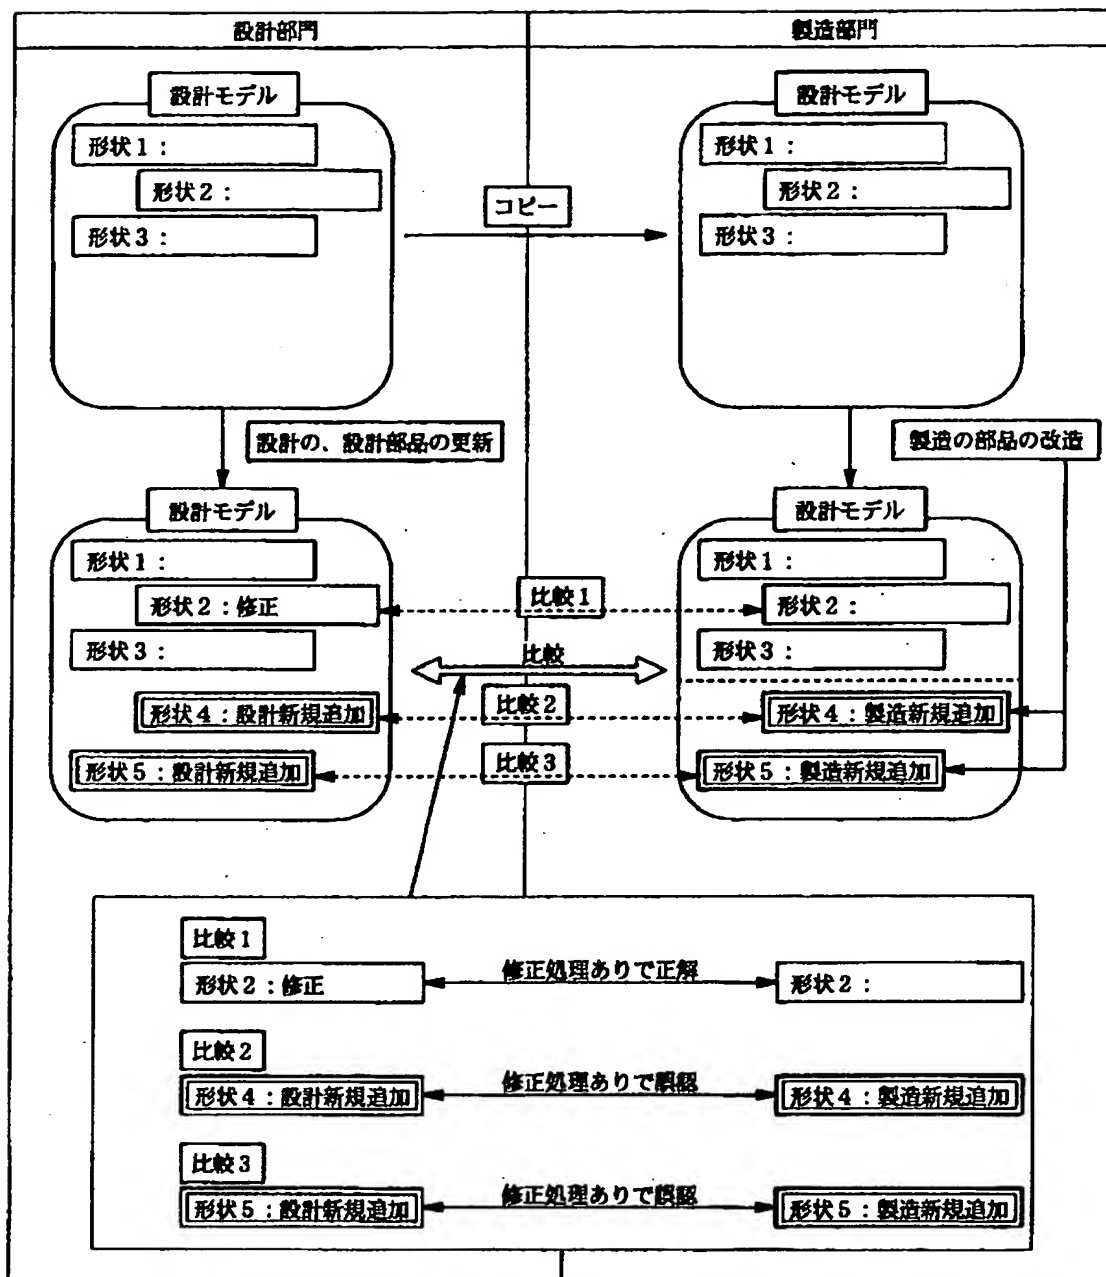 設計部門
製造部門
設計モデル
形状1：
形状2：
形状3：
コピー
設計モデル
形状1：
形状2：
形状3：
設計の、設計部品の更新
製造の部品の改造
設計モデル
形状1：
形状2：修正
形状3：
形状4：設計新規追加
形状5：設計新規追加
比較1
比較
比較2
比較3
設計モデル
形状1：
形状2：
形状3：
形状4：製造新規追加
形状5：製造新規追加
比較1
形状2：修正
修正処理ありで正解
形状2：
比較2
形状4：設計新規追加
修正処理ありで誤認
形状4：製造新規追加
比較3
形状5：設計新規追加
修正処理ありで誤認
形状5：製造新規追加